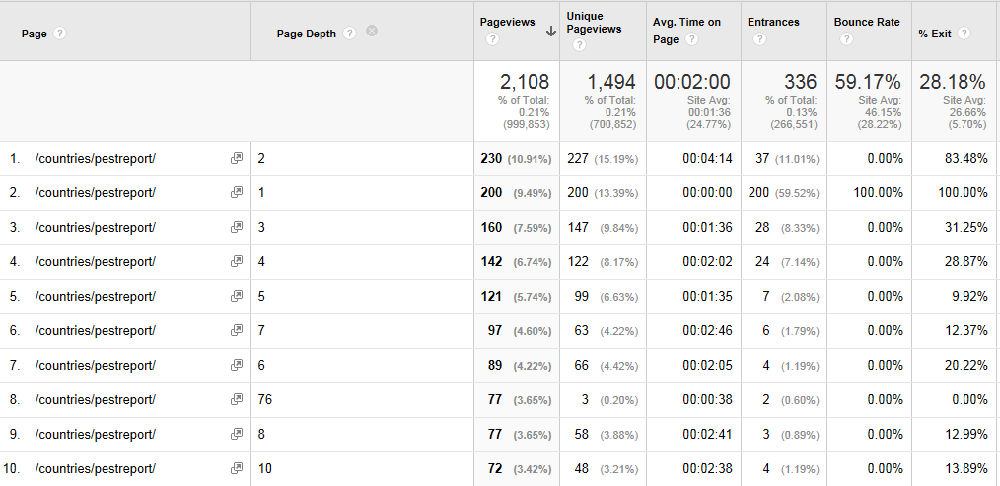 Page ? Page Depth ? Pageviews ? Unique Pageviews ? Avg. Time on Page ? Entrances ? Bounce Rate ? % Exit ?
2,108 1,494 00:02:00 336 59.17% 28.18%
% of Total: % of Total: Site Avg: % of Total: Site Avg: Site Avg:
0.21% 0.21% 00:01:36 0.13% 46.15% 26.66%
(999,853) (700,852) (24.77%) (266,551) (28.22%) (5.70%)
1. /countries/pestreport/ 2 230 (10.91%) 227 (15.19%) 00:04:14 37 (11.01%) 0.00% 83.48%
2. /countries/pestreport/ 1 200 (9.49%) 200 (13.39%) 00:00:00 200 (59.52%) 100.00% 100.00%
3. /countries/pestreport/ 3 160 (7.59%) 147 (9.84%) 00:01:36 28 (8.33%) 0.00% 31.25%
4. /countries/pestreport/ 4 142 (6.74%) 122 (8.17%) 00:02:02 24 (7.14%) 0.00% 28.87%
5. /countries/pestreport/ 5 121 (5.74%) 99 (6.63%) 00:01:35 7 (2.08%) 0.00% 9.92%
6. /countries/pestreport/ 7 97 (4.60%) 63 (4.22%) 00:02:46 6 (1.79%) 0.00% 12.37%
7. /countries/pestreport/ 6 89 (4.22%) 66 (4.42%) 00:02:05 4 (1.19%) 0.00% 20.22%
8. /countries/pestreport/ 76 77 (3.65%) 3 (0.20%) 00:00:38 2 (0.60%) 0.00% 0.00%
9. /countries/pestreport/ 8 77 (3.65%) 58 (3.88%) 00:02:41 3 (0.89%) 0.00% 12.99%
10. /countries/pestreport/ 10 72 (3.42%) 48 (3.21%) 00:02:38 4 (1.19%) 0.00% 13.89%